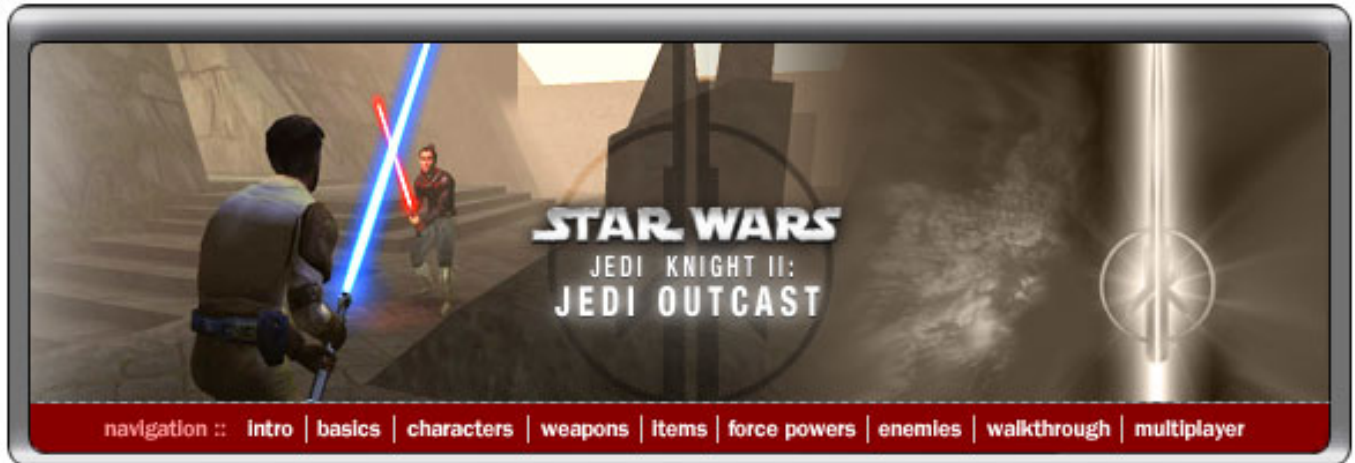 STAR WARS
JEDI KNIGHT II:
JEDI OUTCAST
navigation :: intro | basics | characters | weapons | items | force powers | enemies | walkthrough | multiplayer